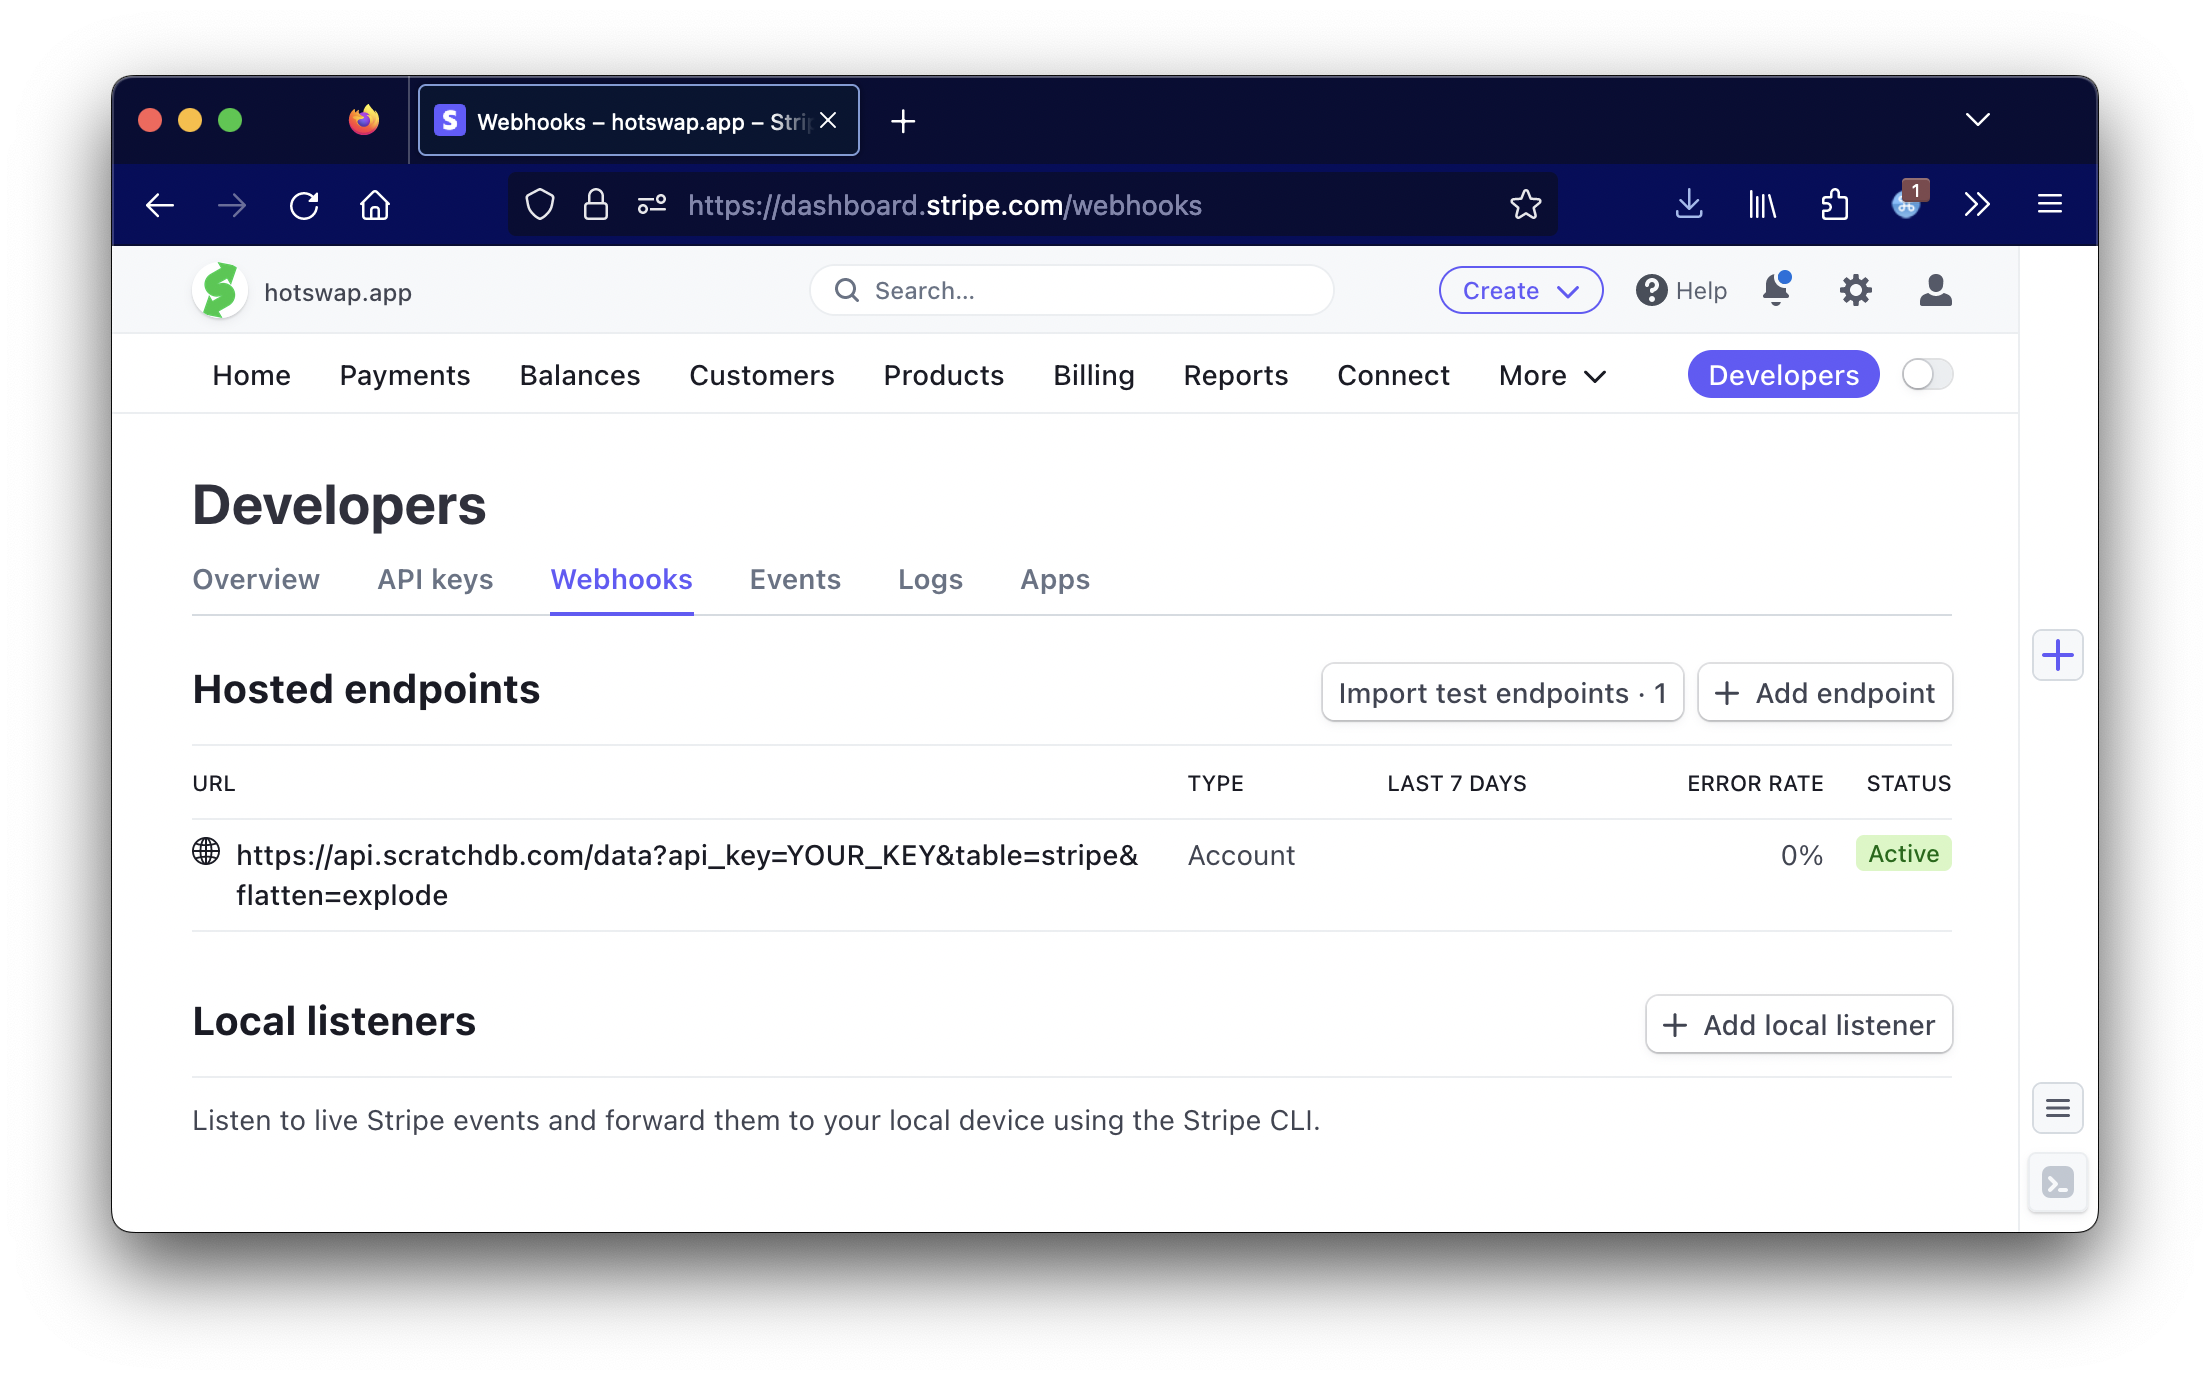 S Webhooks – hotswap.app – Stri
https://dashboard.stripe.com/webhooks
1
hotswap.app
Search...
Create
Help
Home Payments Balances Customers Products Billing Reports Connect More Developers
Developers
Overview API keys Webhooks Events Logs Apps
Hosted endpoints
Import test endpoints · 1
+ Add endpoint
URL TYPE LAST 7 DAYS ERROR RATE STATUS
https://api.scratchdb.com/data?api_key=YOUR_KEY&table=stripe& Account 0% Active
flatten=explode
Local listeners
+ Add local listener
Listen to live Stripe events and forward them to your local device using the Stripe CLI.